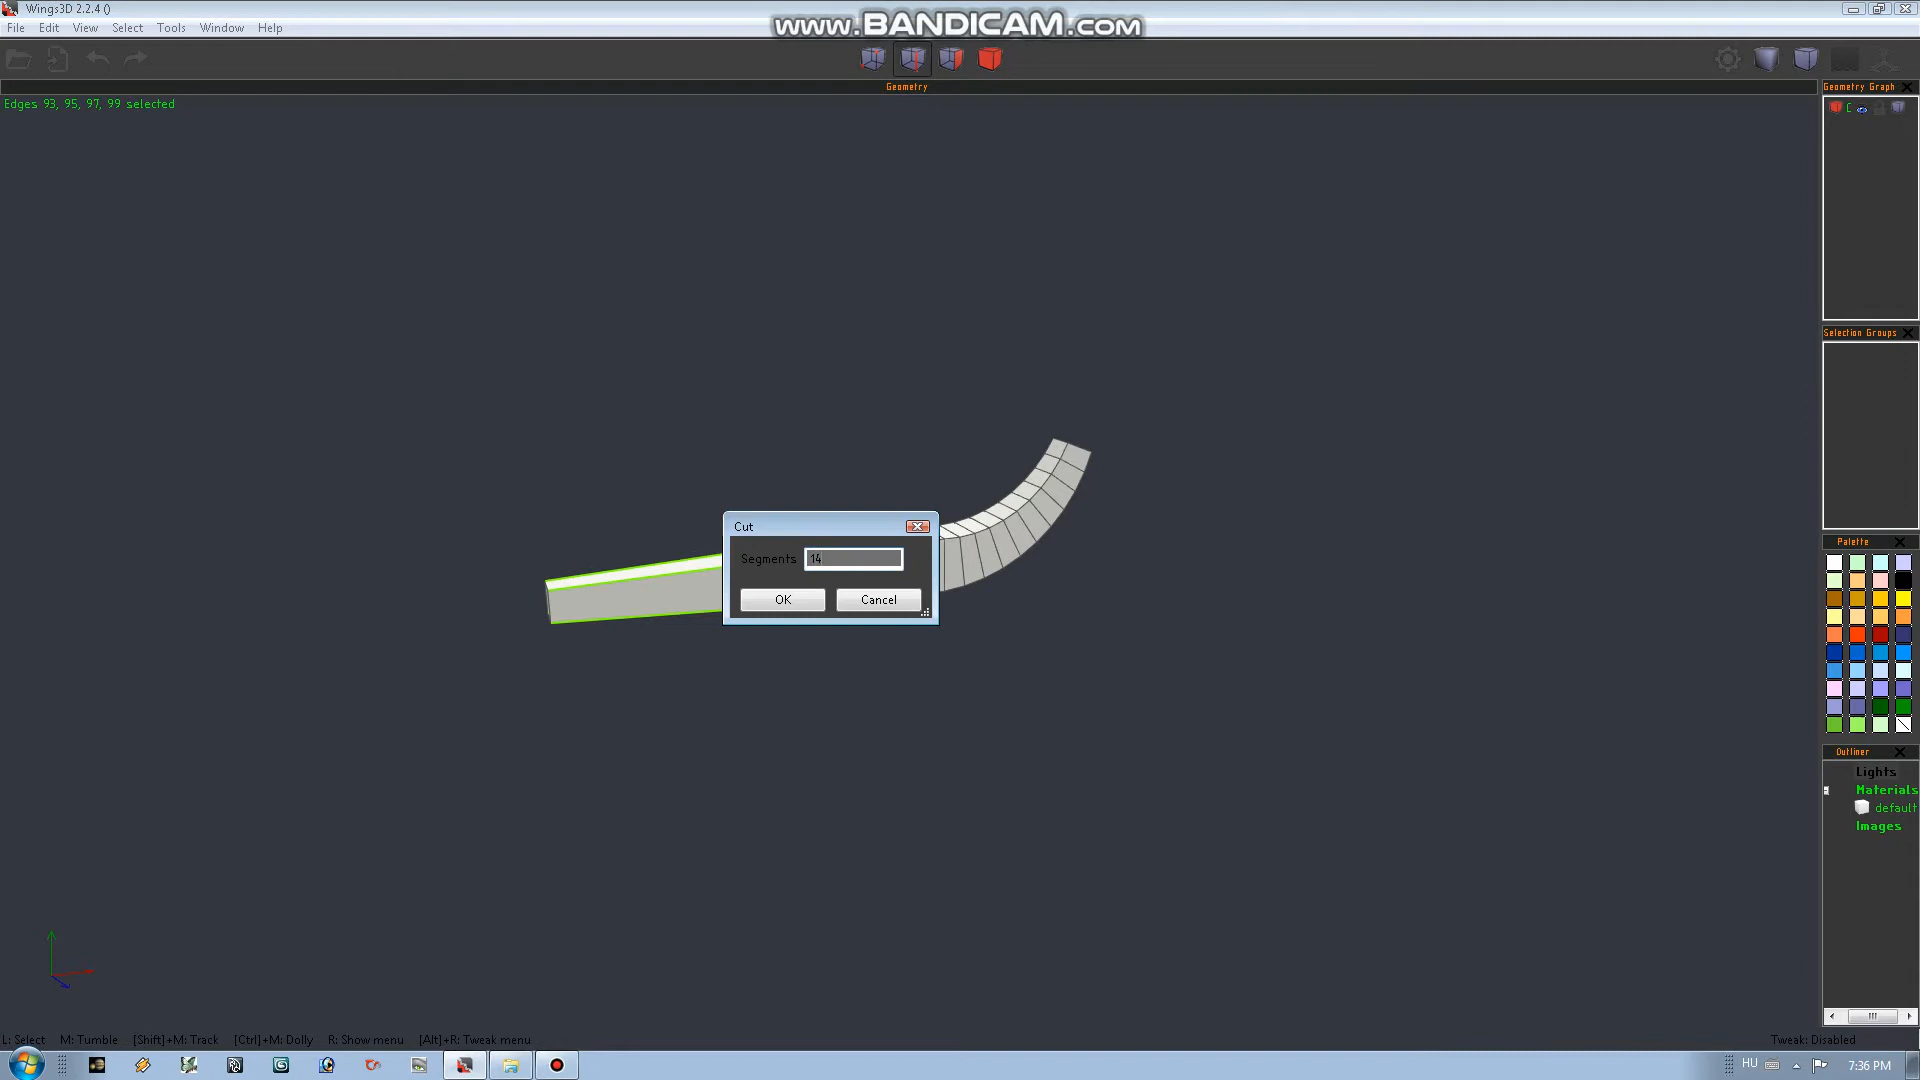 Wings3D 2.2.4 ()
www.BANDICAM.com
File Edit View Select Tools Window Help
Geometry
Geometry Graph
Edges 93, 95, 97, 99 selected
Selection Groups
Cut
Segments 14
OK Cancel
Palette
Outliner
Lights
Materials
default
Images
L: Select M: Tumble [Shift]+M: Track [Ctrl]+M: Dolly R: Show menu [Alt]+R: Tweak menu
Tweak: Disabled
HU
7:36 PM